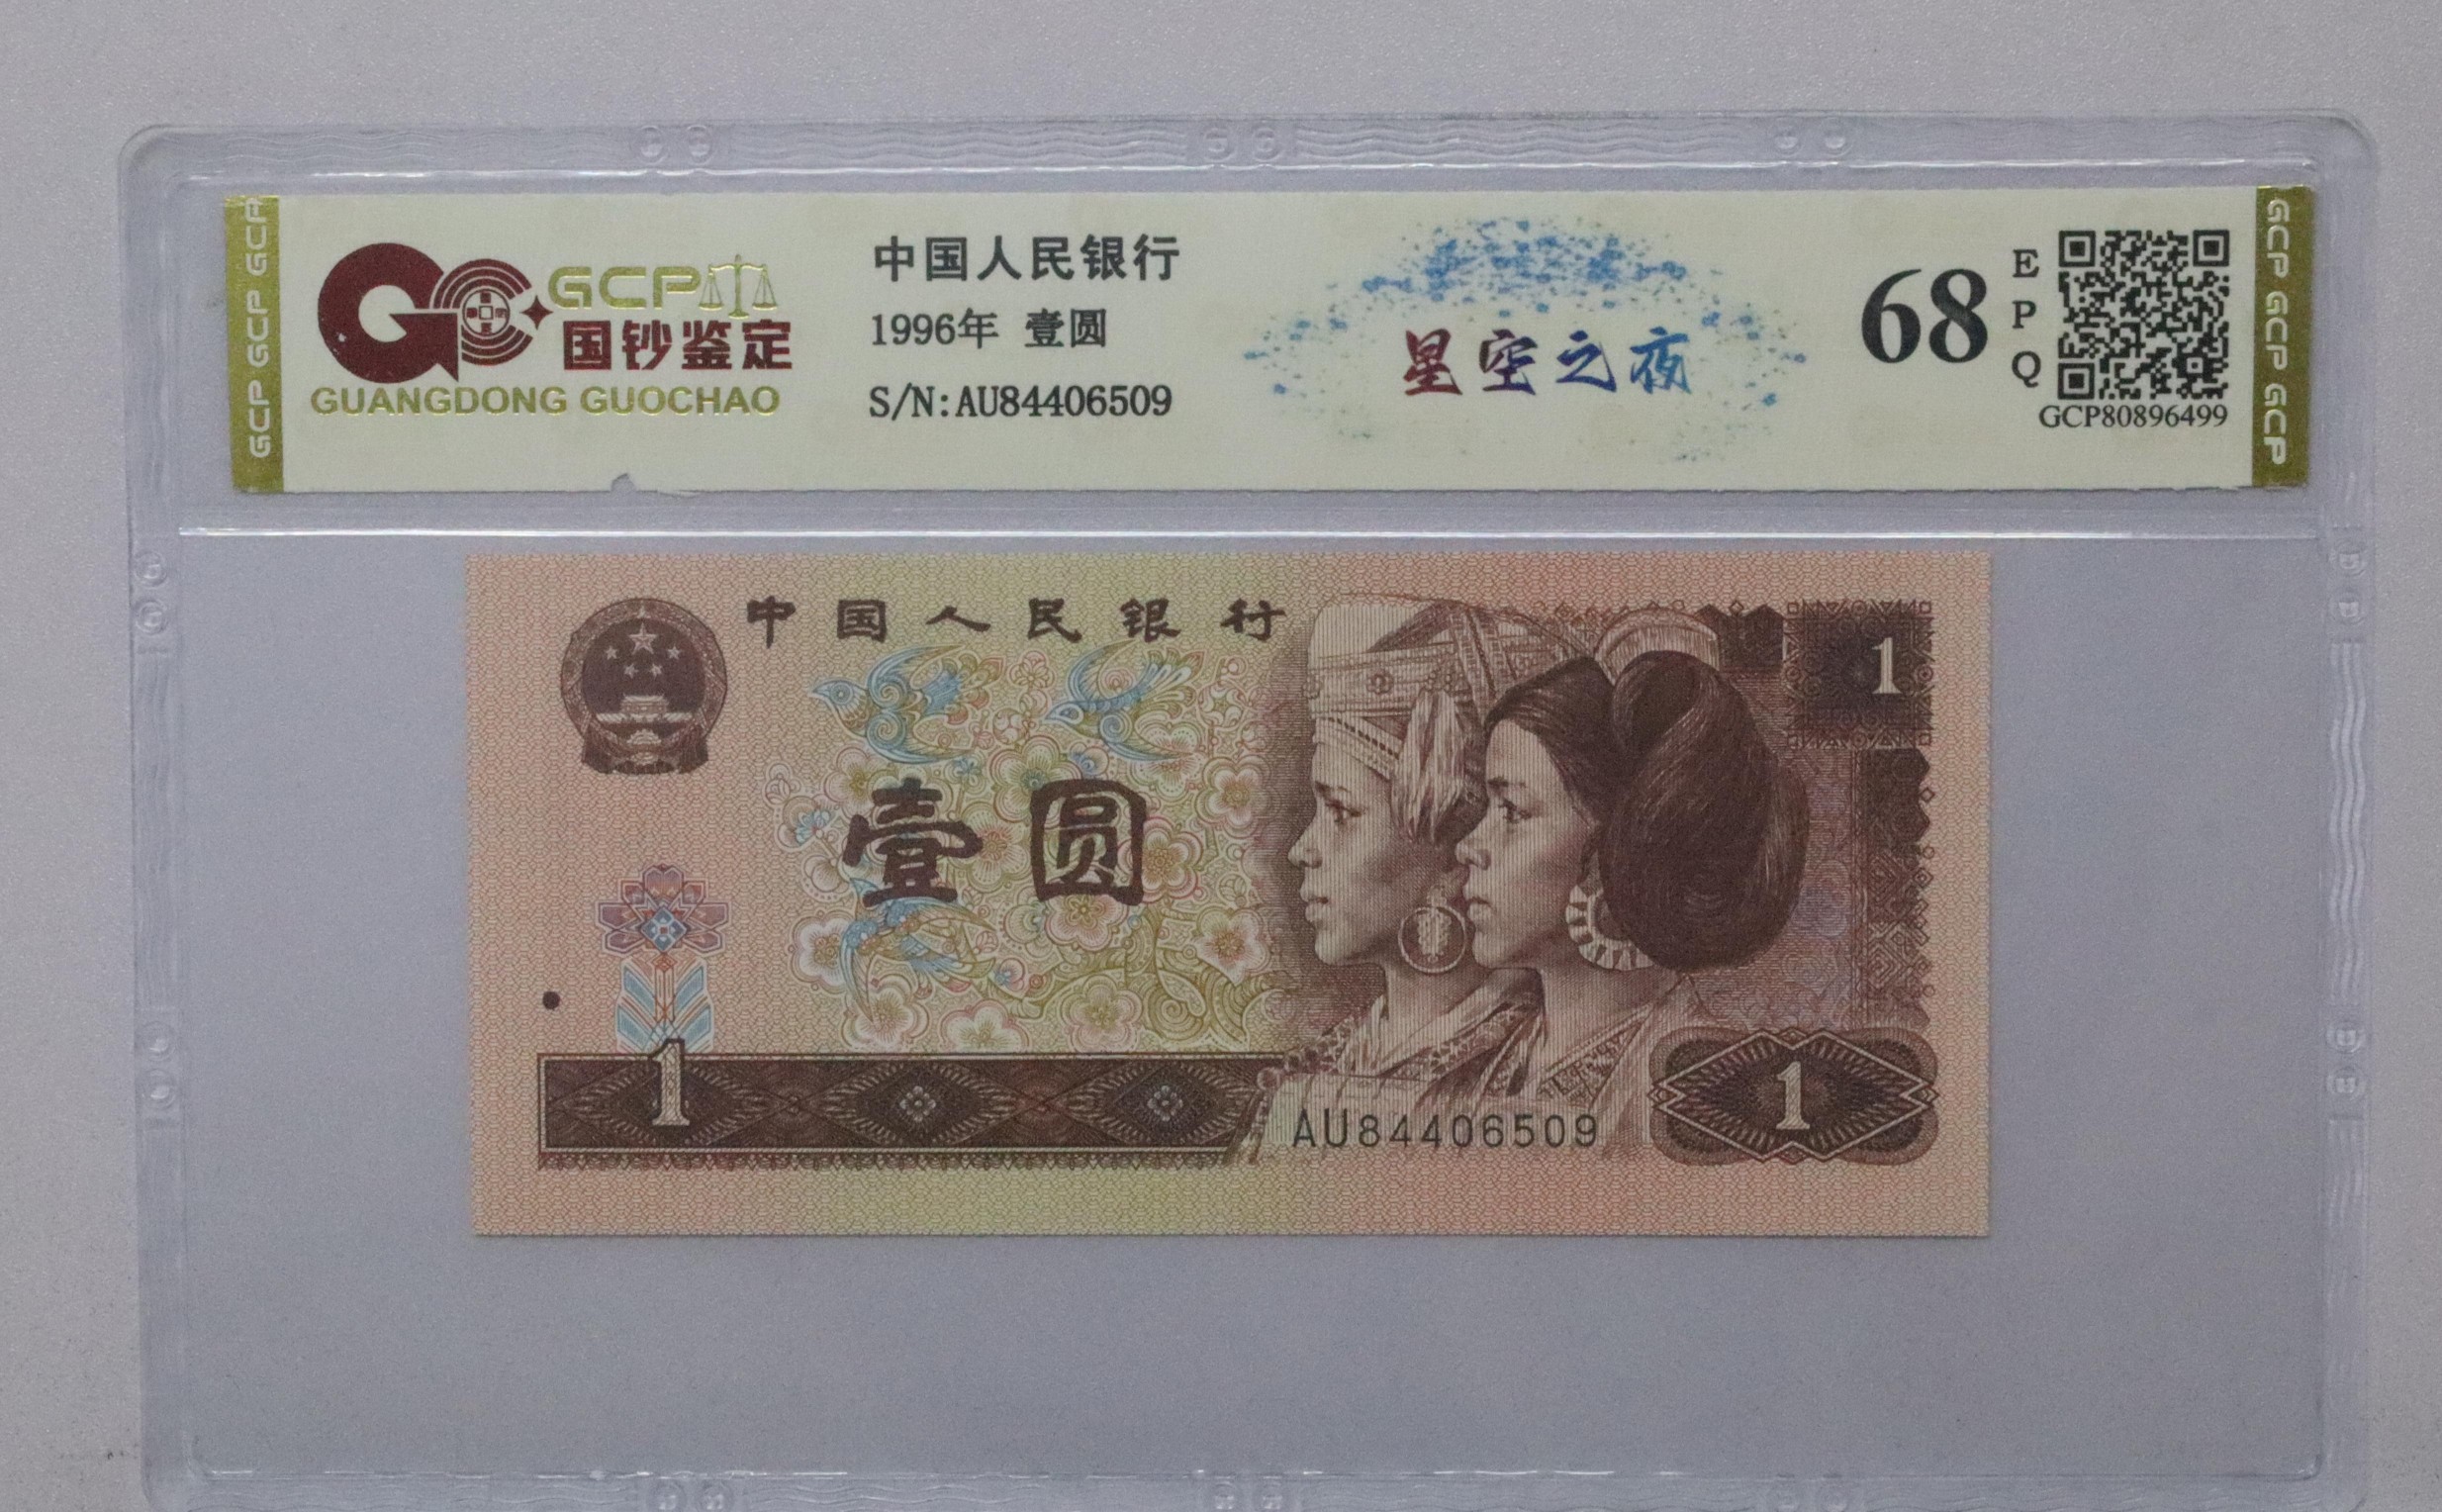 GCP GCP GCP
GCP
国钞鉴定
GUANGDONG GUOCHAO
中国人民银行
1996年 壹圆
S/N:AU84406509
星空之夜
68
E
P
Q
GCP80896499
GCP GCP GCP
中国人民银行
1
壹圆
1
AU84406509
1